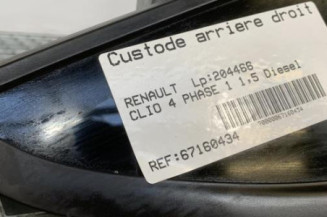 Custode arriere droit
RENAULT Lp:204466
CLIO 4 PHASE 1 1.5 Diesel
REF:67160434